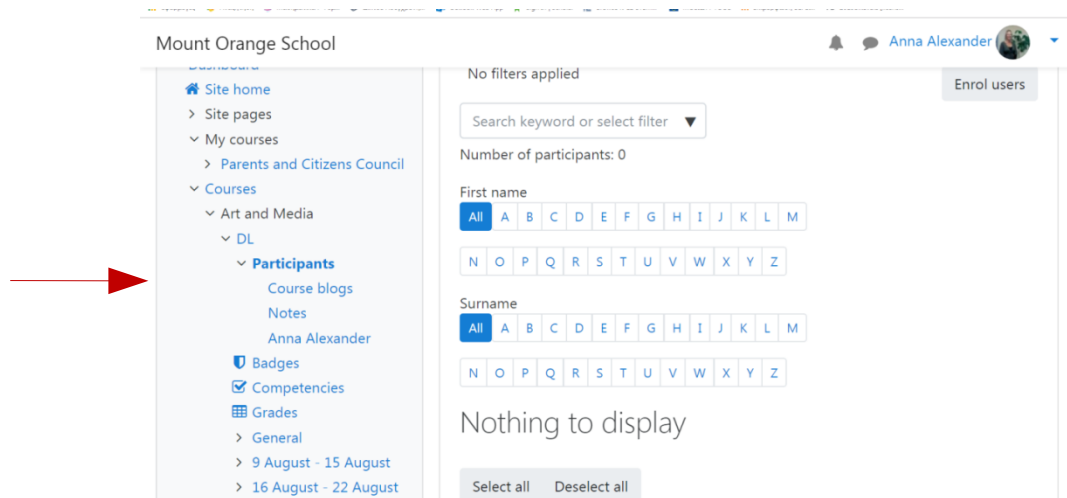 Mount Orange School
Anna Alexander
Dashboard
Site home
Site pages
My courses
Parents and Citizens Council
Courses
Art and Media
DL
Participants
Course blogs
Notes
Anna Alexander
Badges
Competencies
Grades
General
9 August - 15 August
16 August - 22 August
No filters applied
Enrol users
Search keyword or select filter ▼
Number of participants: 0
First name
All A B C D E F G H I J K L M
N O P Q R S T U V W X Y Z
Surname
All A B C D E F G H I J K L M
N O P Q R S T U V W X Y Z
Nothing to display
Select all Deselect all